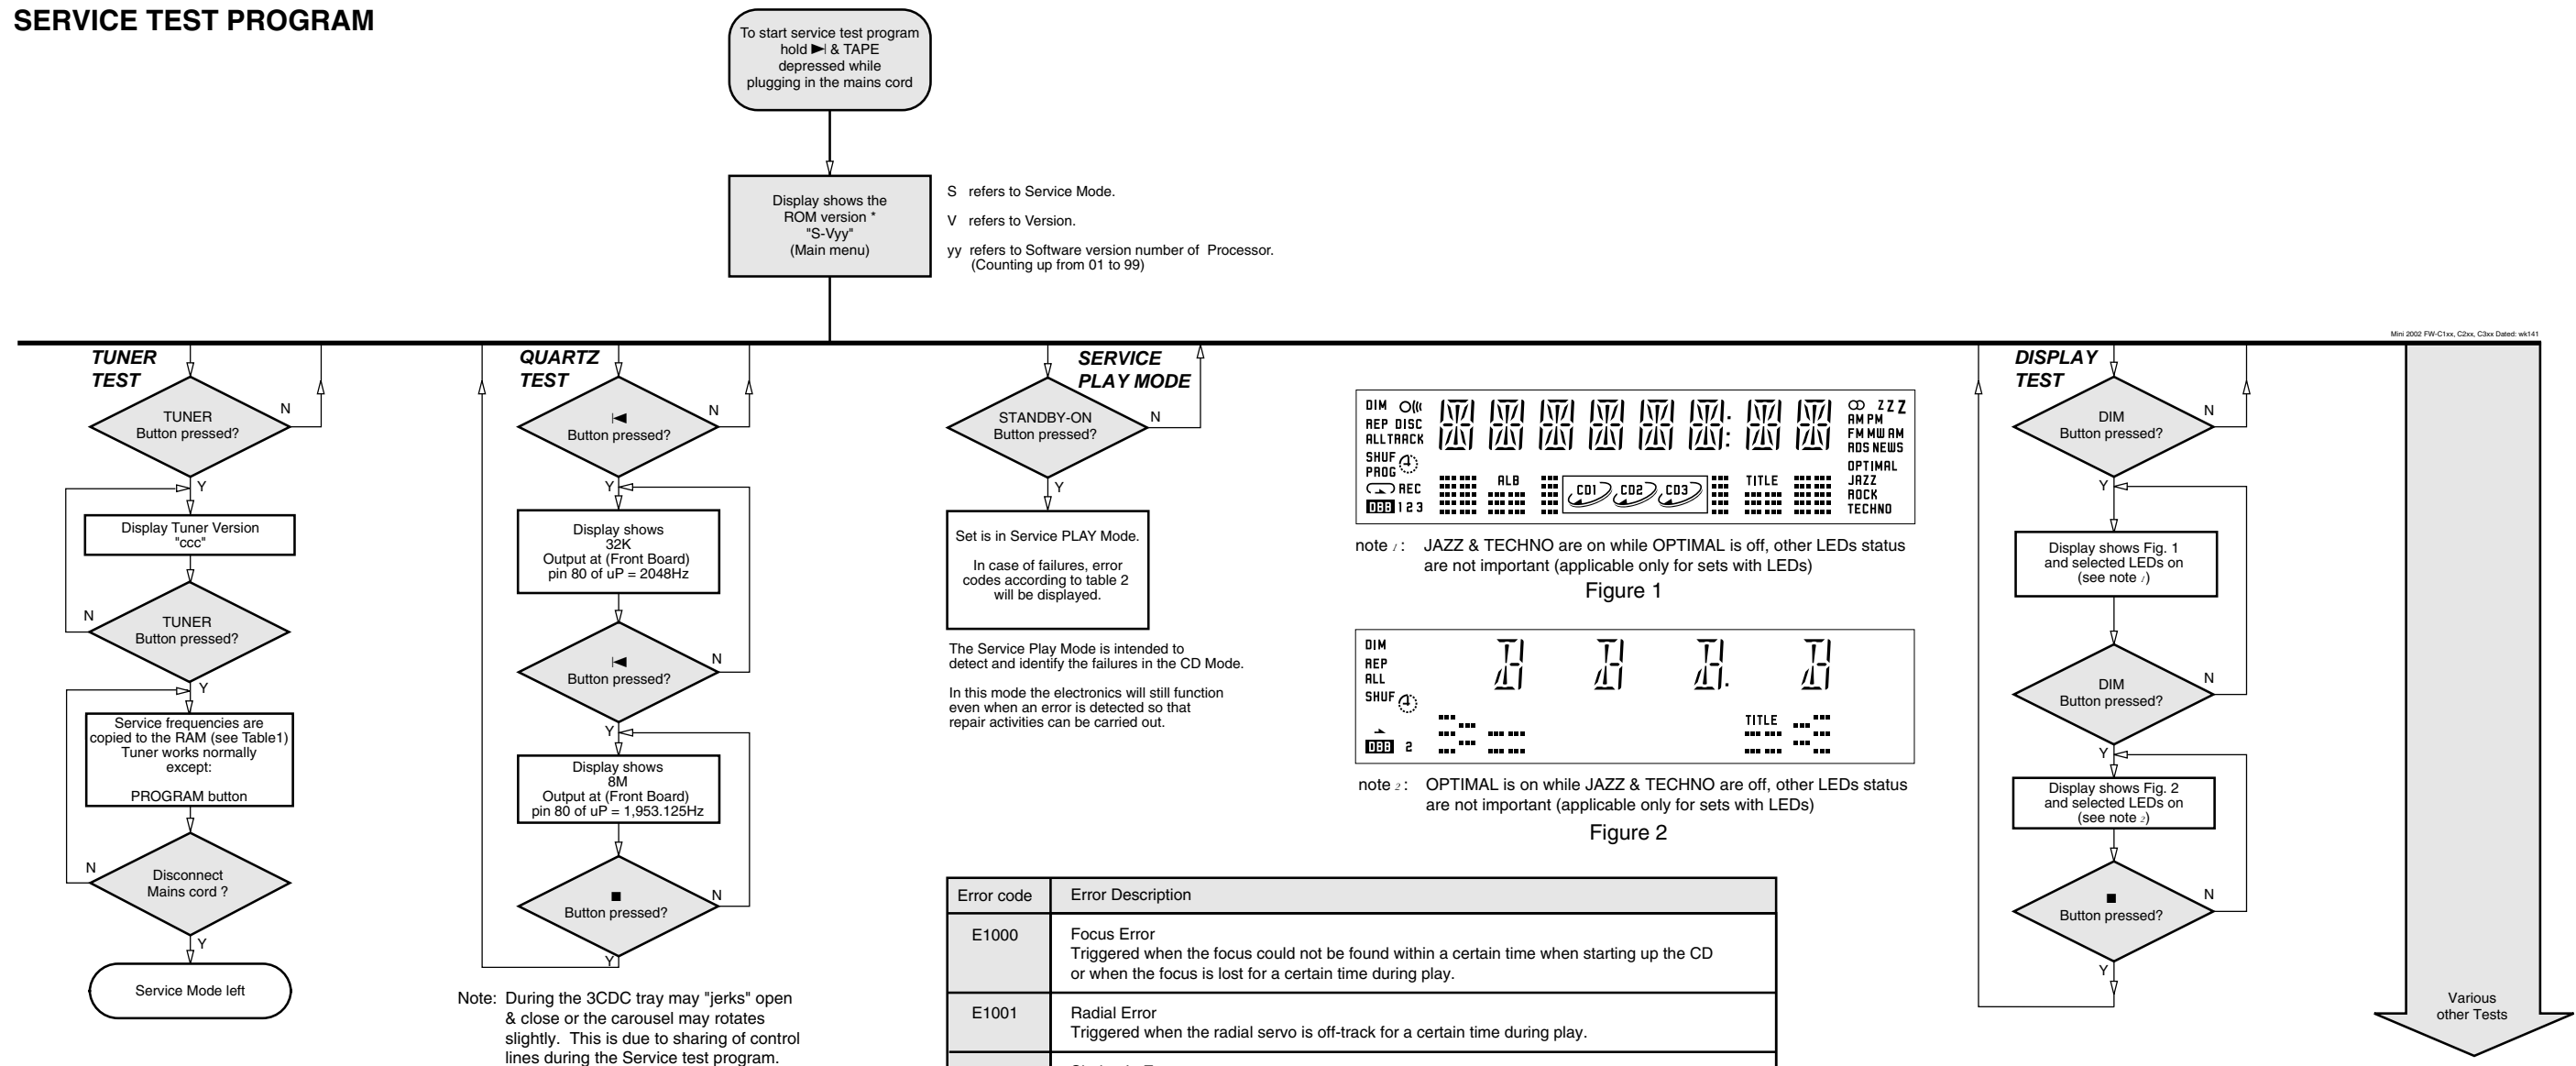 SERVICE TEST PROGRAM
To start service test program
hold ►| & TAPE
depressed while
plugging in the mains cord
Display shows the
ROM version *
"S-Vyy"
(Main menu)
S refers to Service Mode.
V refers to Version.
yy refers to Software version number of Processor.
(Counting up from 01 to 99)
Mini 2002 FW-C1xx, C2xx, C3xx Dated: wk141
TUNER
TEST
TUNER
Button pressed?
N
Y
Display Tuner Version
"ccc"
TUNER
Button pressed?
N
Y
Service frequencies are
copied to the RAM (see Table1)
Tuner works normally
except:
PROGRAM button
Disconnect
Mains cord ?
N
Y
Service Mode left
QUARTZ
TEST
|◄
Button pressed?
N
Y
Display shows
32K
Output at (Front Board)
pin 80 of uP = 2048Hz
|◄
Button pressed?
N
Y
Display shows
8M
Output at (Front Board)
pin 80 of uP = 1,953.125Hz
■
Button pressed?
N
Y
Note: During the 3CDC tray may "jerks" open
& close or the carousel may rotates
slightly. This is due to sharing of control
lines during the Service test program.
SERVICE
PLAY MODE
STANDBY-ON
Button pressed?
N
Y
Set is in Service PLAY Mode.
In case of failures, error
codes according to table 2
will be displayed.
The Service Play Mode is intended to
detect and identify the failures in the CD Mode.
In this mode the electronics will still function
even when an error is detected so that
repair activities can be carried out.
DIM
REP DISC
ALLTRACK
SHUF
PROG
REC
DBB 1 2 3
ALB
CD1 CD2 CD3
TITLE
ZZZ
AM PM
FM MW AM
RDS NEWS
OPTIMAL
JAZZ
ROCK
TECHNO
note 1 : JAZZ & TECHNO are on while OPTIMAL is off, other LEDs status
are not important (applicable only for sets with LEDs)
Figure 1
DIM
REP
ALL
SHUF
DBB 2
TITLE
note 2 : OPTIMAL is on while JAZZ & TECHNO are off, other LEDs status
are not important (applicable only for sets with LEDs)
Figure 2
Error code Error Description
E1000 Focus Error
Triggered when the focus could not be found within a certain time when starting up the CD
or when the focus is lost for a certain time during play.
E1001 Radial Error
Triggered when the radial servo is off-track for a certain time during play.
DISPLAY
TEST
DIM
Button pressed?
N
Y
Display shows Fig. 1
and selected LEDs on
(see note 1)
DIM
Button pressed?
N
Y
Display shows Fig. 2
and selected LEDs on
(see note 2)
■
Button pressed?
N
Y
Various
other Tests